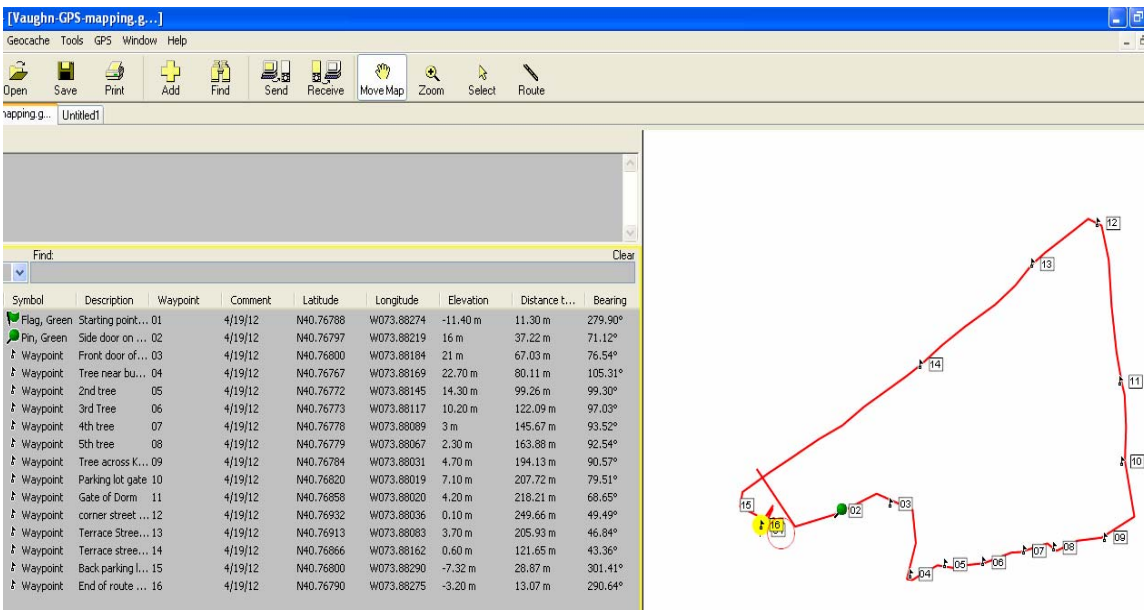 [Vaughn-GPS-mapping.g...]
Geocache Tools GPS Window Help
Open Save Print Add Find Send Receive Move Map Zoom Select Route
mapping.g... Untitled1
Find: Clear
Symbol Description Waypoint Comment Latitude Longitude Elevation Distance t... Bearing
Flag, Green Starting point... 01 4/19/12 N40.76788 W073.88274 -11.40 m 11.30 m 279.90°
Pin, Green Side door on ... 02 4/19/12 N40.76797 W073.88219 16 m 37.22 m 71.12°
Waypoint Front door of... 03 4/19/12 N40.76800 W073.88184 21 m 67.03 m 76.54°
Waypoint Tree near bu... 04 4/19/12 N40.76767 W073.88169 22.70 m 80.11 m 105.31°
Waypoint 2nd tree 05 4/19/12 N40.76772 W073.88145 14.30 m 99.26 m 99.30°
Waypoint 3rd Tree 06 4/19/12 N40.76773 W073.88117 10.20 m 122.09 m 97.03°
Waypoint 4th tree 07 4/19/12 N40.76778 W073.88089 3 m 145.67 m 93.52°
Waypoint 5th tree 08 4/19/12 N40.76779 W073.88067 2.30 m 163.88 m 92.54°
Waypoint Tree across K... 09 4/19/12 N40.76784 W073.88031 4.70 m 194.13 m 90.57°
Waypoint Parking lot gate 10 4/19/12 N40.76820 W073.88019 7.10 m 207.72 m 79.51°
Waypoint Gate of Dorm 11 4/19/12 N40.76858 W073.88020 4.20 m 218.21 m 68.65°
Waypoint corner street ... 12 4/19/12 N40.76932 W073.88036 0.10 m 249.66 m 49.49°
Waypoint Terrace Stree... 13 4/19/12 N40.76913 W073.88083 3.70 m 205.93 m 46.84°
Waypoint Terrace stree... 14 4/19/12 N40.76866 W073.88162 0.60 m 121.65 m 43.36°
Waypoint Back parking l... 15 4/19/12 N40.76800 W073.88290 -7.32 m 28.87 m 301.41°
Waypoint End of route ... 16 4/19/12 N40.76790 W073.88275 -3.20 m 13.07 m 290.64°
12
13
14
11
10
15
02
03
16
09
07
08
05
06
04